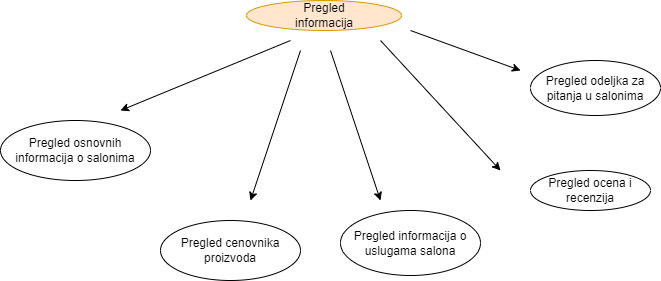 Pregled
informacija
Pregled odeljka za
pitanja u salonima
Pregled osnovnih
informacija o salonima
Pregled ocena i
recenzija
Pregled cenovnika
proizvoda
Pregled informacija o
uslugama salona